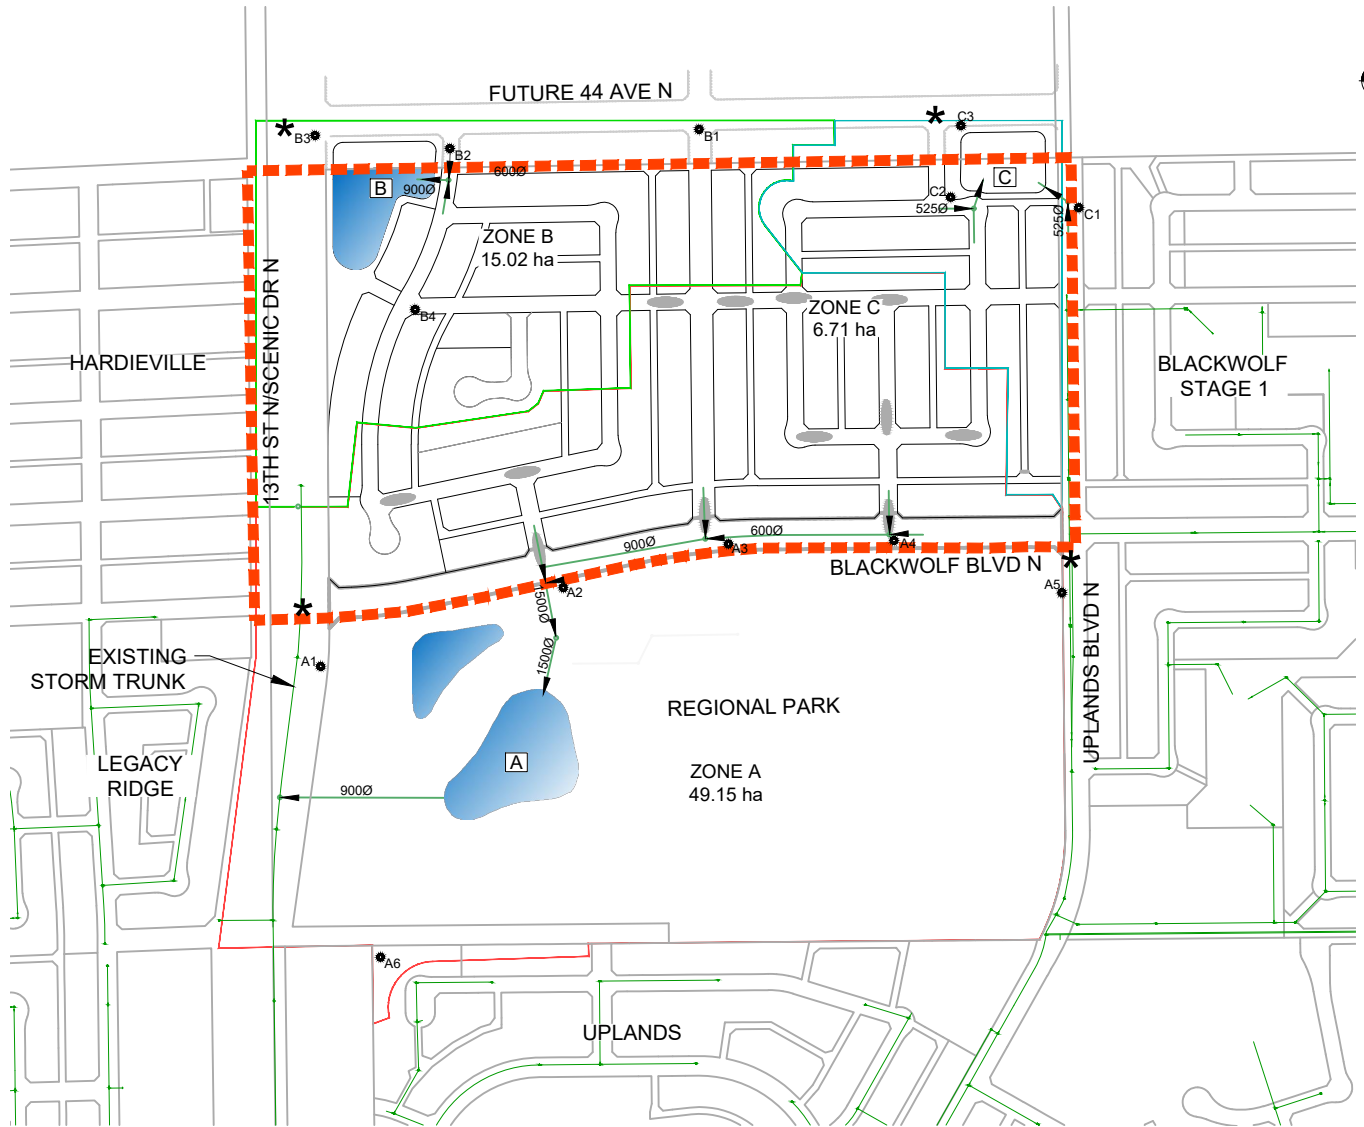 FUTURE 44 AVE N
*
B3
B2
B1
*
C3
600Ø
900Ø
B
C
C2
525Ø
C1
525Ø
ZONE B
15.02 ha
13TH ST N/SCENIC DR N
B4
ZONE C
6.71 ha
HARDIEVILLE
BLACKWOLF
STAGE 1
900Ø
600Ø
A3
A4
BLACKWOLF BLVD N
*
A5
A2
1500Ø
1500Ø
*
UPLANDS BLVD N
EXISTING
STORM TRUNK
A1
REGIONAL PARK
LEGACY
RIDGE
A
ZONE A
49.15 ha
900Ø
A6
UPLANDS